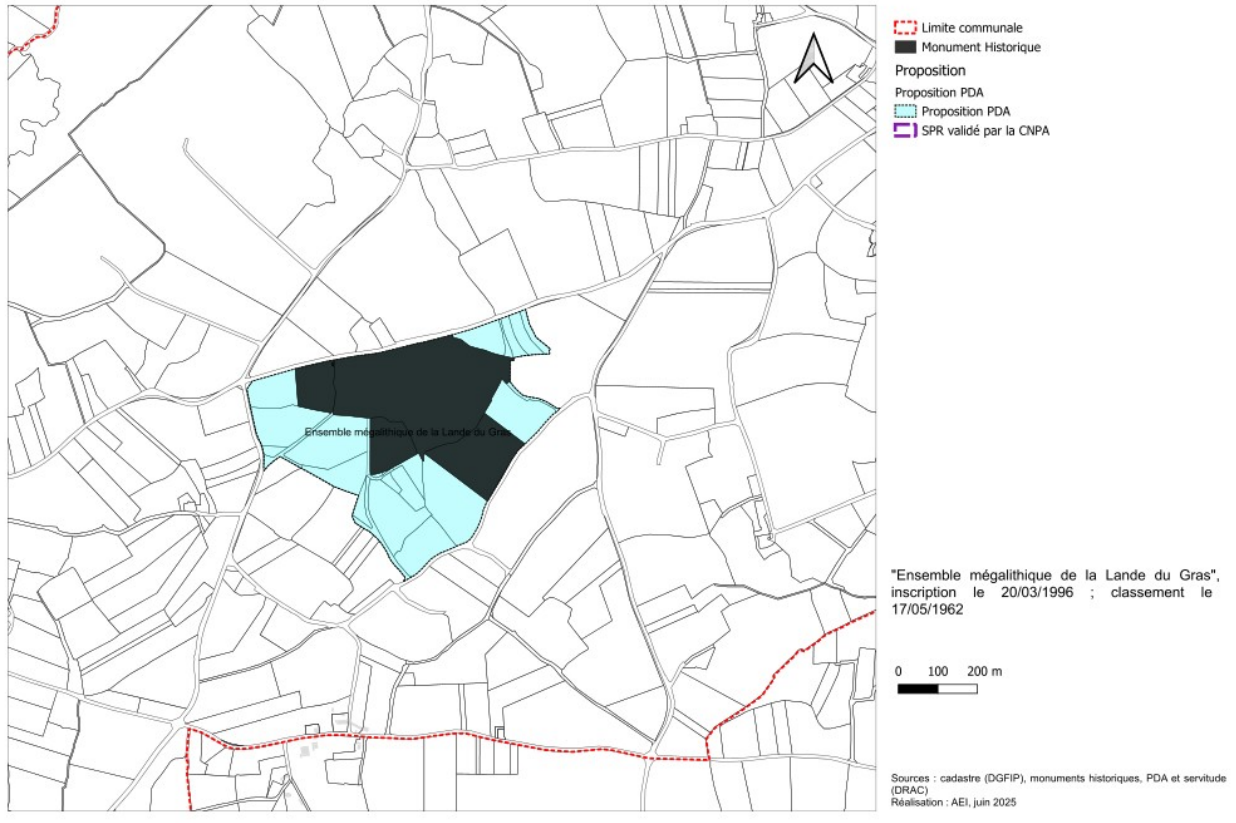 Limite communale
Monument Historique
Proposition
Proposition PDA
Proposition PDA
SPR validé par la CNPA
Ensemble mégalithique de la Lande du Gras
"Ensemble mégalithique de la Lande du Gras",
inscription le 20/03/1996 ; classement le
17/05/1962
0 100 200 m
Sources : cadastre (DGFIP), monuments historiques, PDA et servitude
(DRAC)
Réalisation : AEI, juin 2025